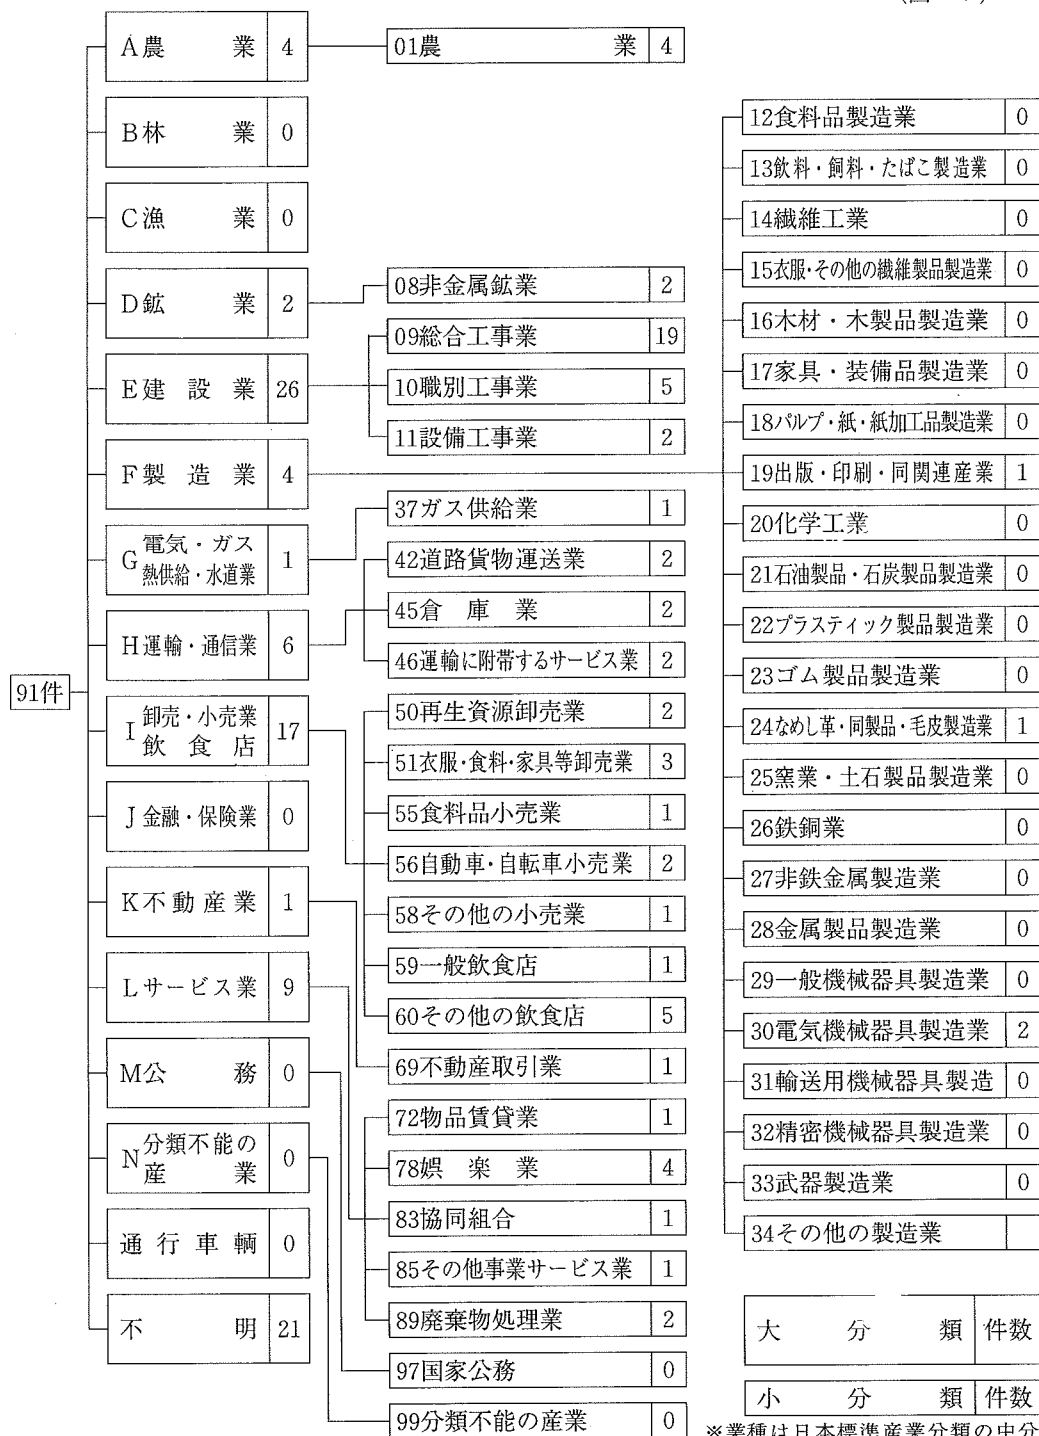 91件
A農業 4
B林業 0
C漁業 0
D鉱業 2
E建設業 26
F製造業 4
G電気・ガス熱供給・水道業 1
H運輸・通信業 6
I卸売・小売業飲食店 17
J金融・保険業 0
K不動産業 1
Lサービス業 9
M公務 0
N分類不能の産業 0
通行車輌 0
不明 21
01農業 4
08非金属鉱業 2
09総合工事業 19
10職別工事業 5
11設備工事業 2
37ガス供給業 1
42道路貨物運送業 2
45倉庫業 2
46運輸に附帯するサービス業 2
50再生資源卸売業 2
51衣服・食料・家具等卸売業 3
55食料品小売業 1
56自動車・自転車小売業 2
58その他の小売業 1
59一般飲食店 1
60その他の飲食店 5
69不動産取引業 1
72物品賃貸業 1
78娯楽業 4
83協同組合 1
85その他事業サービス業 1
89廃棄物処理業 2
97国家公務 0
99分類不能の産業 0
12食料品製造業 0
13飲料・飼料・たばこ製造業 0
14繊維工業 0
15衣服・その他の繊維製品製造業 0
16木材・木製品製造業 0
17家具・装備品製造業 0
18パルプ・紙・紙加工品製造業 0
19出版・印刷・同関連産業 1
20化学工業 0
21石油製品・石炭製品製造業 0
22プラスティック製品製造業 0
23ゴム製品製造業 0
24なめし革・同製品・毛皮製造業 1
25窯業・土石製品製造業 0
26鉄銅業 0
27非鉄金属製造業 0
28金属製品製造業 0
29一般機械器具製造業 0
30電気機械器具製造業 2
31輸送用機械器具製造 0
32精密機械器具製造業 0
33武器製造業 0
34その他の製造業
大分類 件数
小分類 件数
※業種は日本標準産業分類の中分